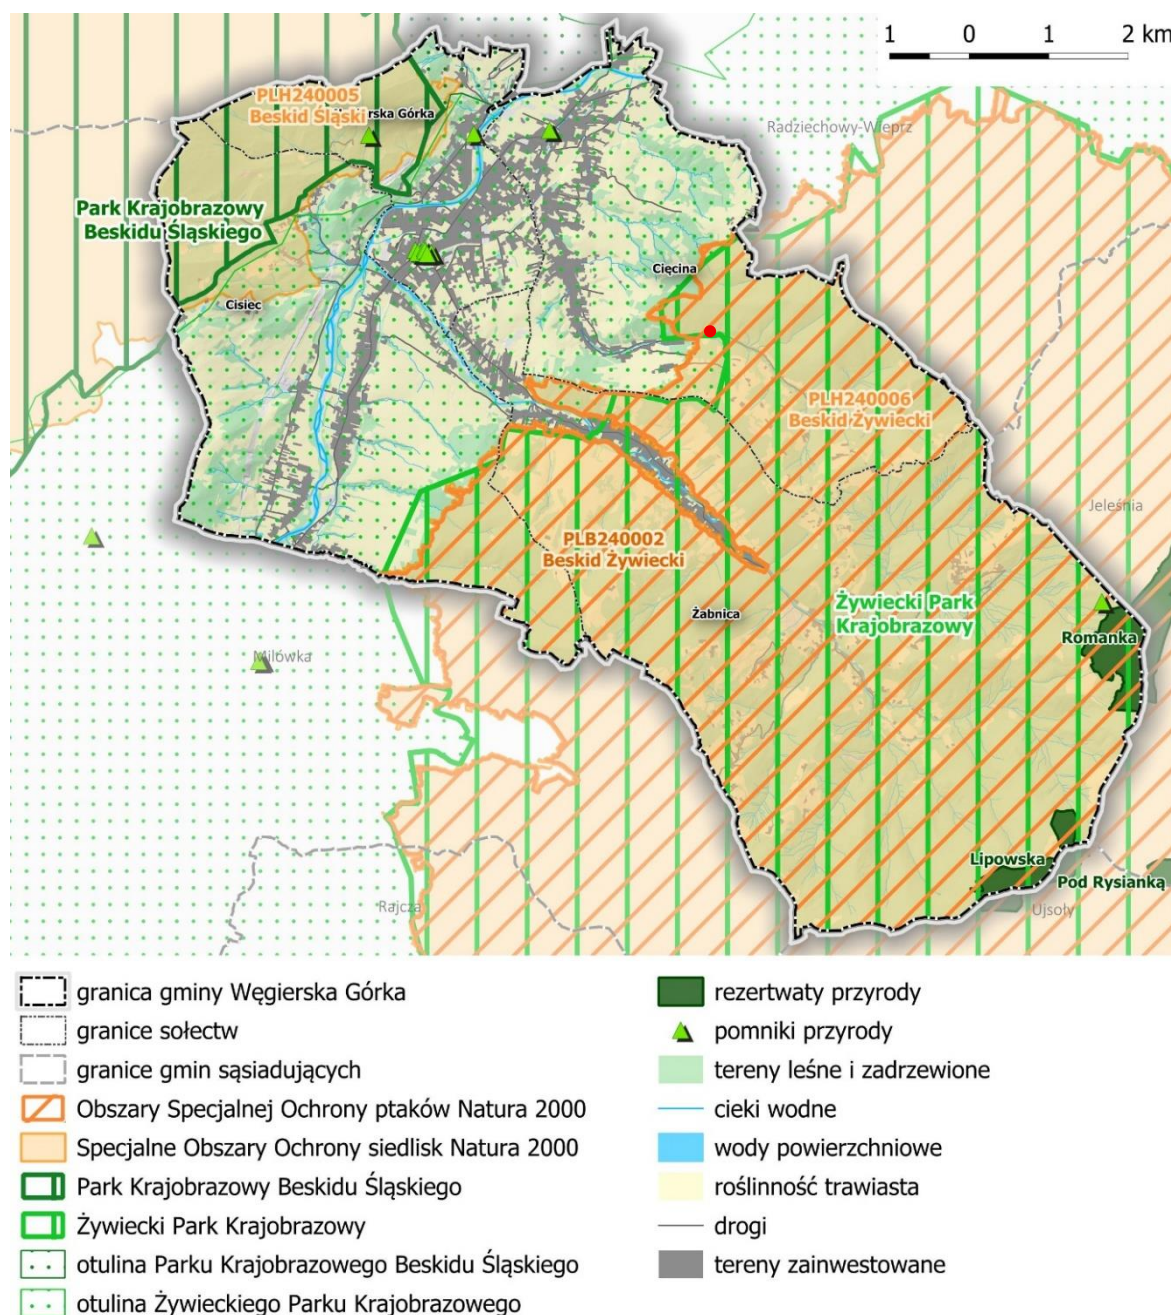 1 0 1 2 km
PLH240005
Beskid Śląski
rska Górka
Radziechowy-Wieprz
Park Krajobrazowy
Beskidu Śląskiego
Cięcina
Cisiec
PLH240006
Beskid Żywiecki
Jeleśnia
PLB240002
Beskid Żywiecki
Żywiecki Park
Krajobrazowy
Żabnica
Romanka
Milówka
Lipowska
Pod Rysianką
Rajcza
Ujsoły
granica gminy Węgierska Górka
granice sołectw
granice gmin sąsiadujących
Obszary Specjalnej Ochrony ptaków Natura 2000
Specjalne Obszary Ochrony siedlisk Natura 2000
Park Krajobrazowy Beskidu Śląskiego
Żywiecki Park Krajobrazowy
otulina Parku Krajobrazowego Beskidu Śląskiego
otulina Żywieckiego Parku Krajobrazowego
rezertwaty przyrody
pomniki przyrody
tereny leśne i zadrzewione
cieki wodne
wody powierzchniowe
roślinność trawiasta
drogi
tereny zainwestowane